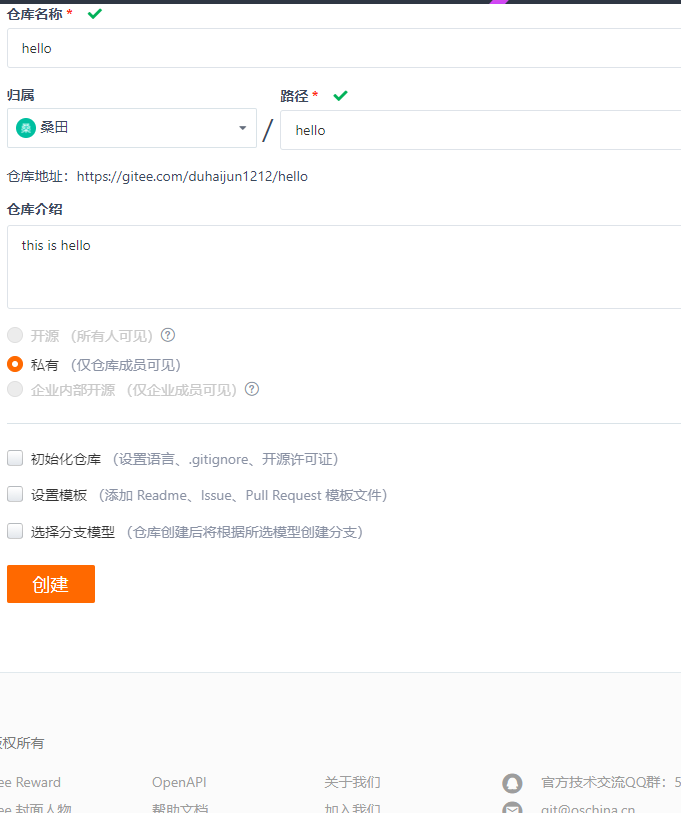 仓库名称 *
hello
归属
路径 *
桑 桑田
/
hello
仓库地址：https://gitee.com/duhaijun1212/hello
仓库介绍
this is hello
开源 （所有人可见） ?
私有 （仅仓库成员可见）
企业内部开源 （仅企业成员可见） ?
初始化仓库 （设置语言、.gitignore、开源许可证）
设置模板 （添加 Readme、Issue、Pull Request 模板文件）
选择分支模型 （仓库创建后将根据所选模型创建分支）
创建
权所有
ee Reward
OpenAPI
关于我们
官方技术交流QQ群：5
ee 封面人物
帮助文档
加入我们
git@oschina.cn